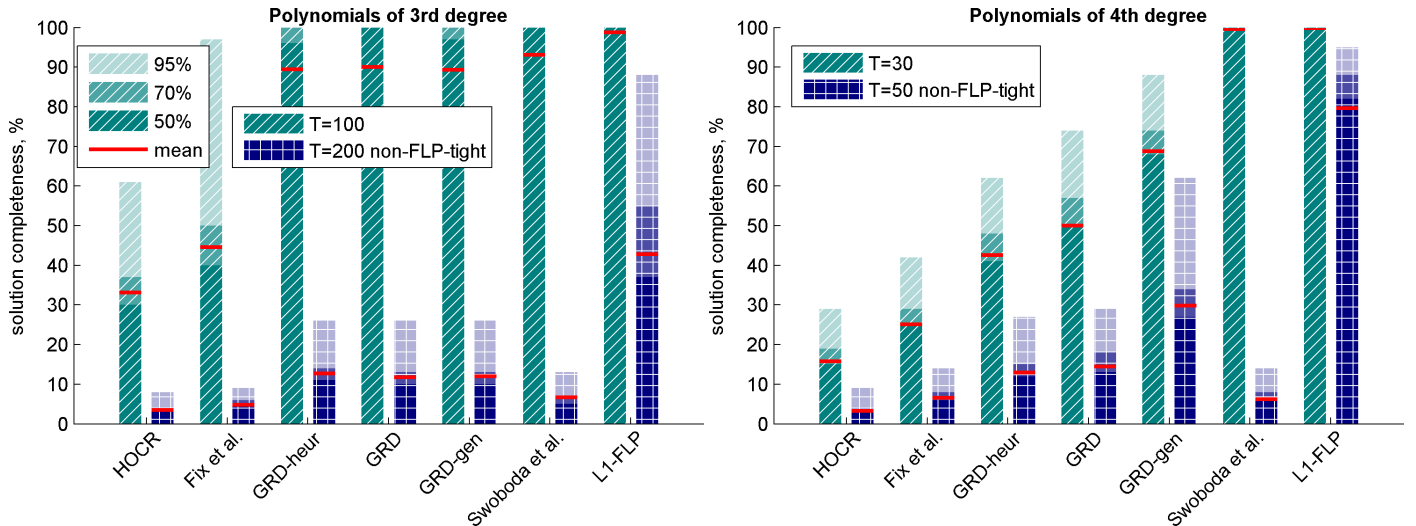 Polynomials of 3rd degree
solution completeness, %
100
90
80
70
60
50
40
30
20
10
0
95%
70%
50%
mean
T=100
T=200 non-FLP-tight
HOCR
Fix et al.
GRD-heur
GRD
GRD-gen
Swoboda et al.
L1-FLP
Polynomials of 4th degree
solution completeness, %
100
90
80
70
60
50
40
30
20
10
0
T=30
T=50 non-FLP-tight
HOCR
Fix et al.
GRD-heur
GRD
GRD-gen
Swoboda et al.
L1-FLP